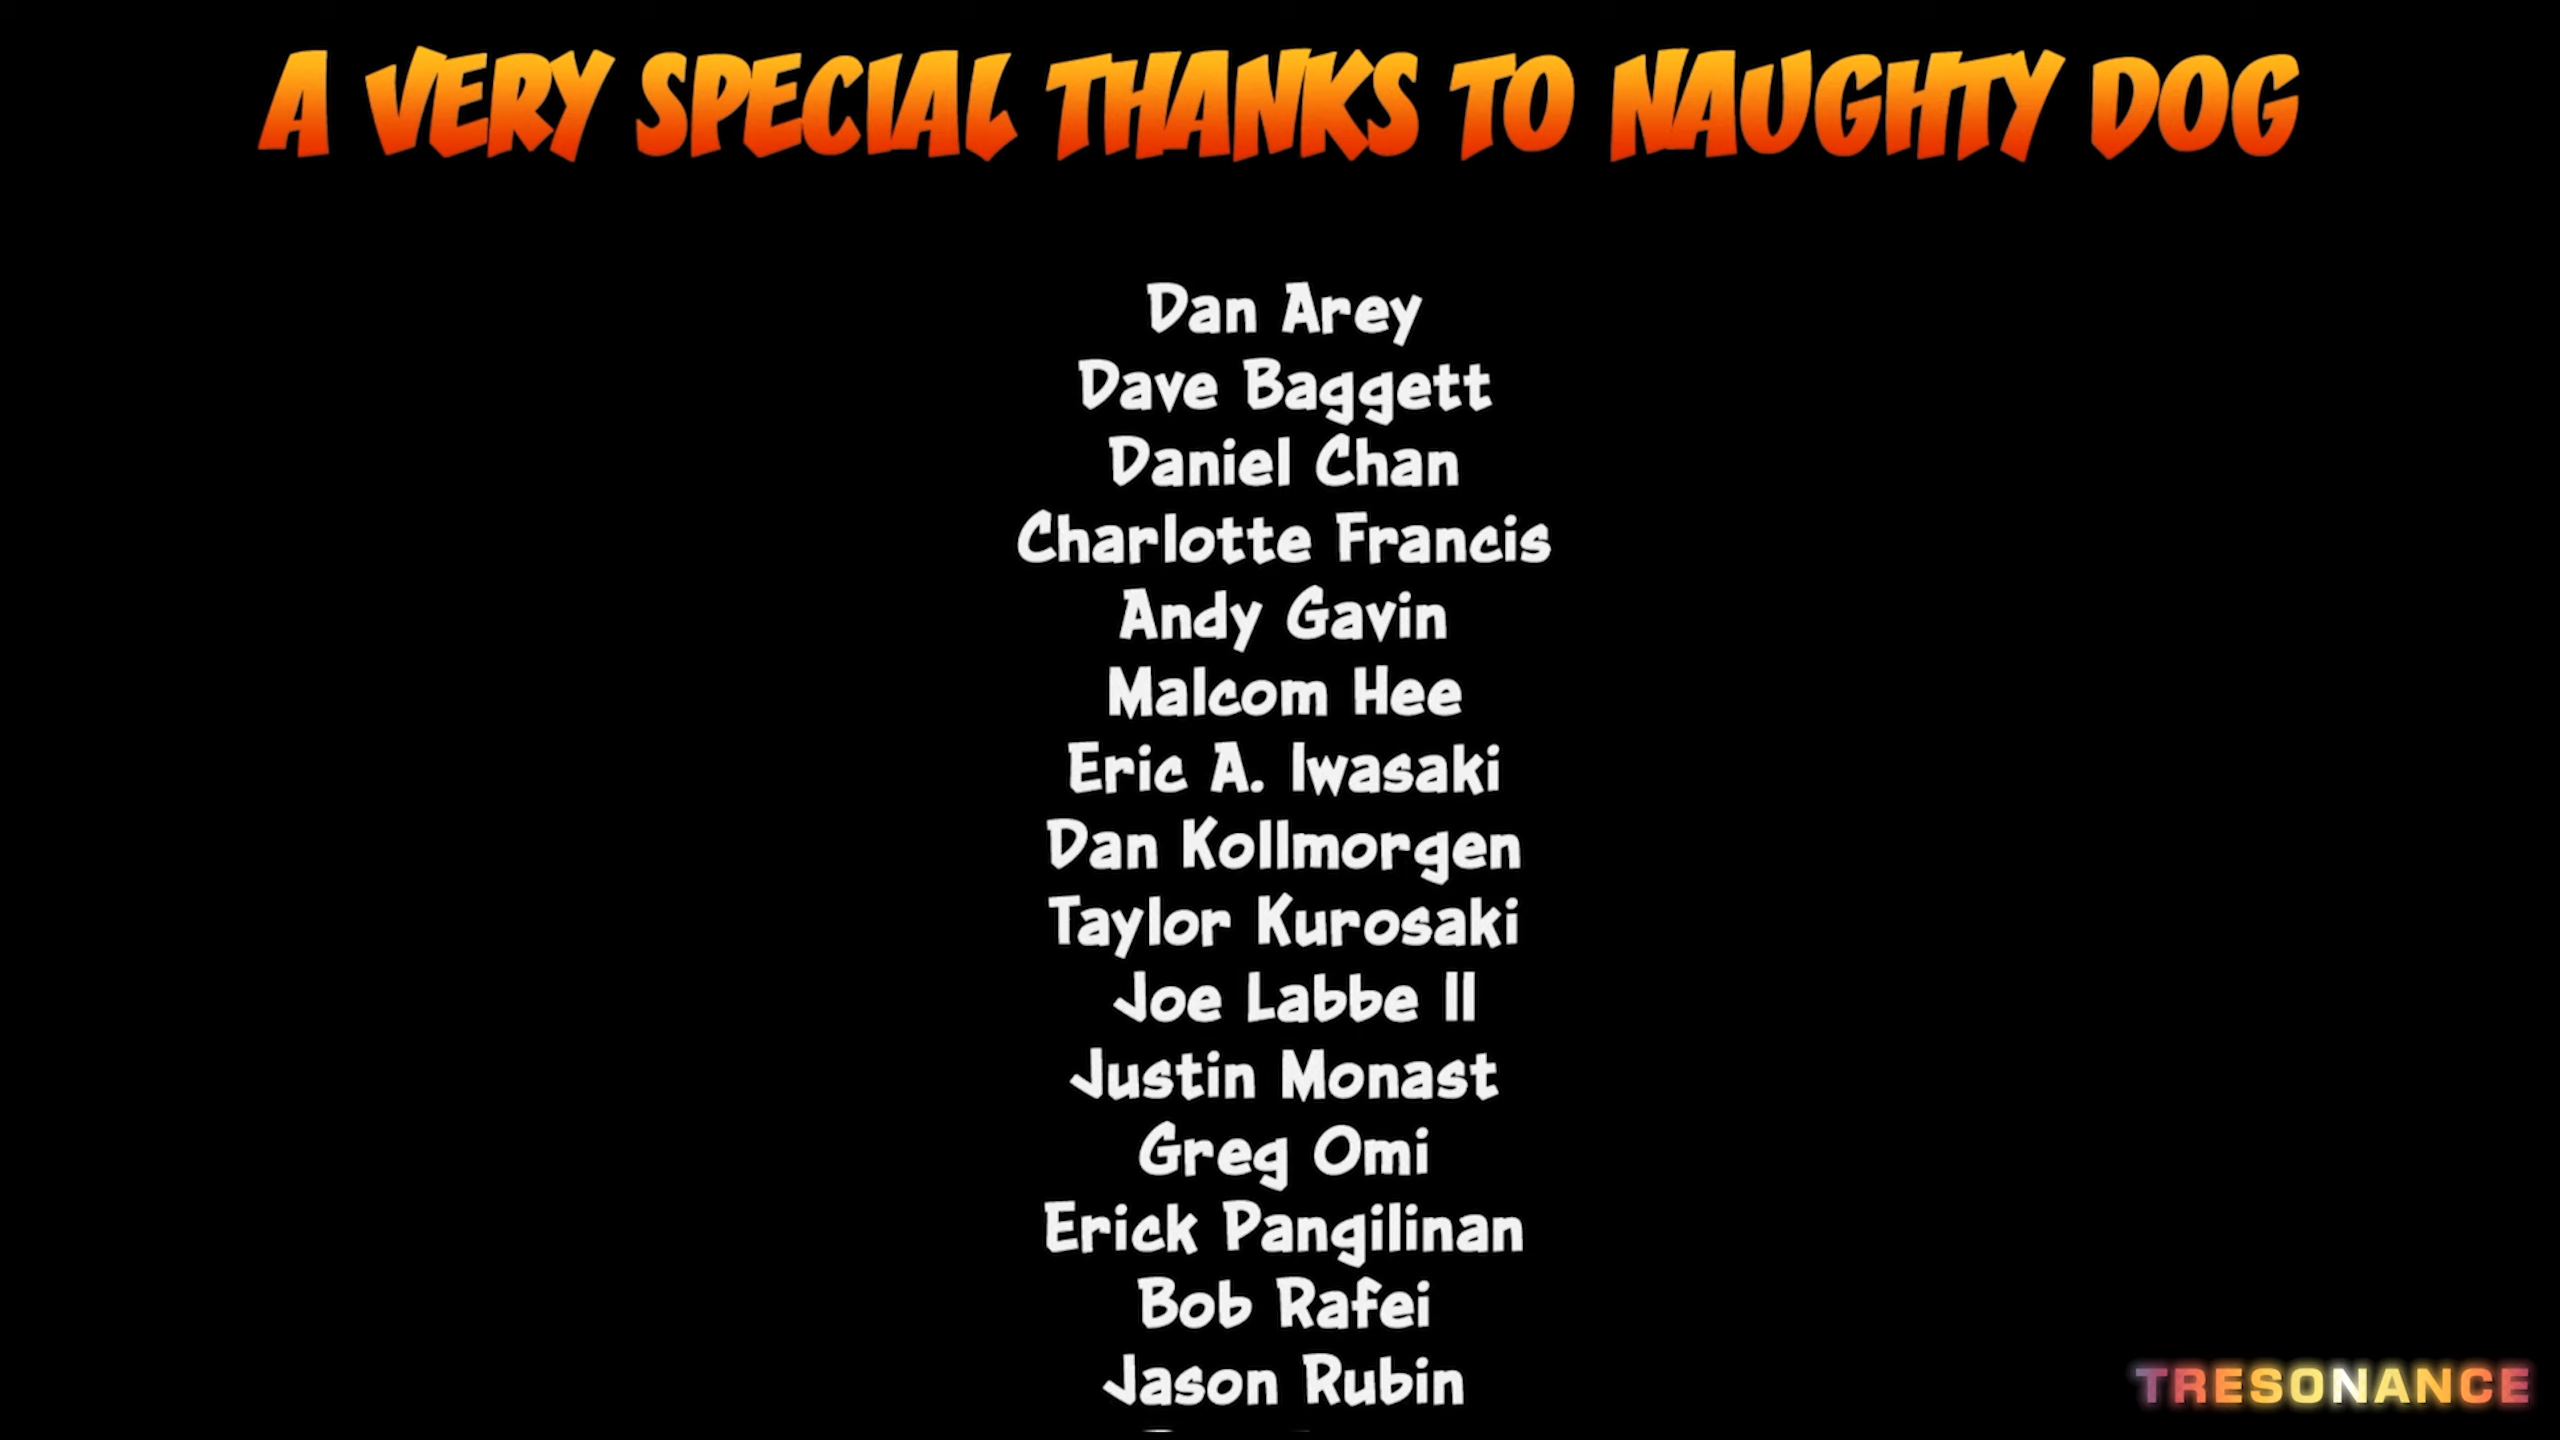 A VERY SPECIAL THANKS TO NAUGHTY DOG
Dan Arey
Dave Baggett
Daniel Chan
Charlotte Francis
Andy Gavin
Malcom Hee
Eric A. Iwasaki
Dan Kollmorgen
Taylor Kurosaki
Joe Labbe II
Justin Monast
Greg Omi
Erick Pangilinan
Bob Rafei
Jason Rubin
TRESONANCE